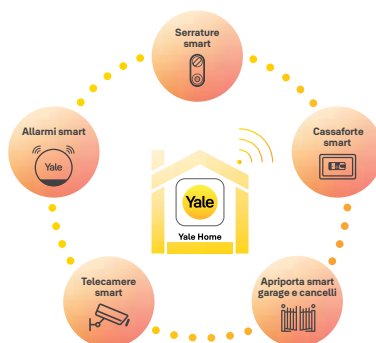 Serrature
smart
Allarmi smart
Yale
Cassaforte
smart
Yale
Yale Home
Telecamere
smart
Apriporta smart
garage e cancelli